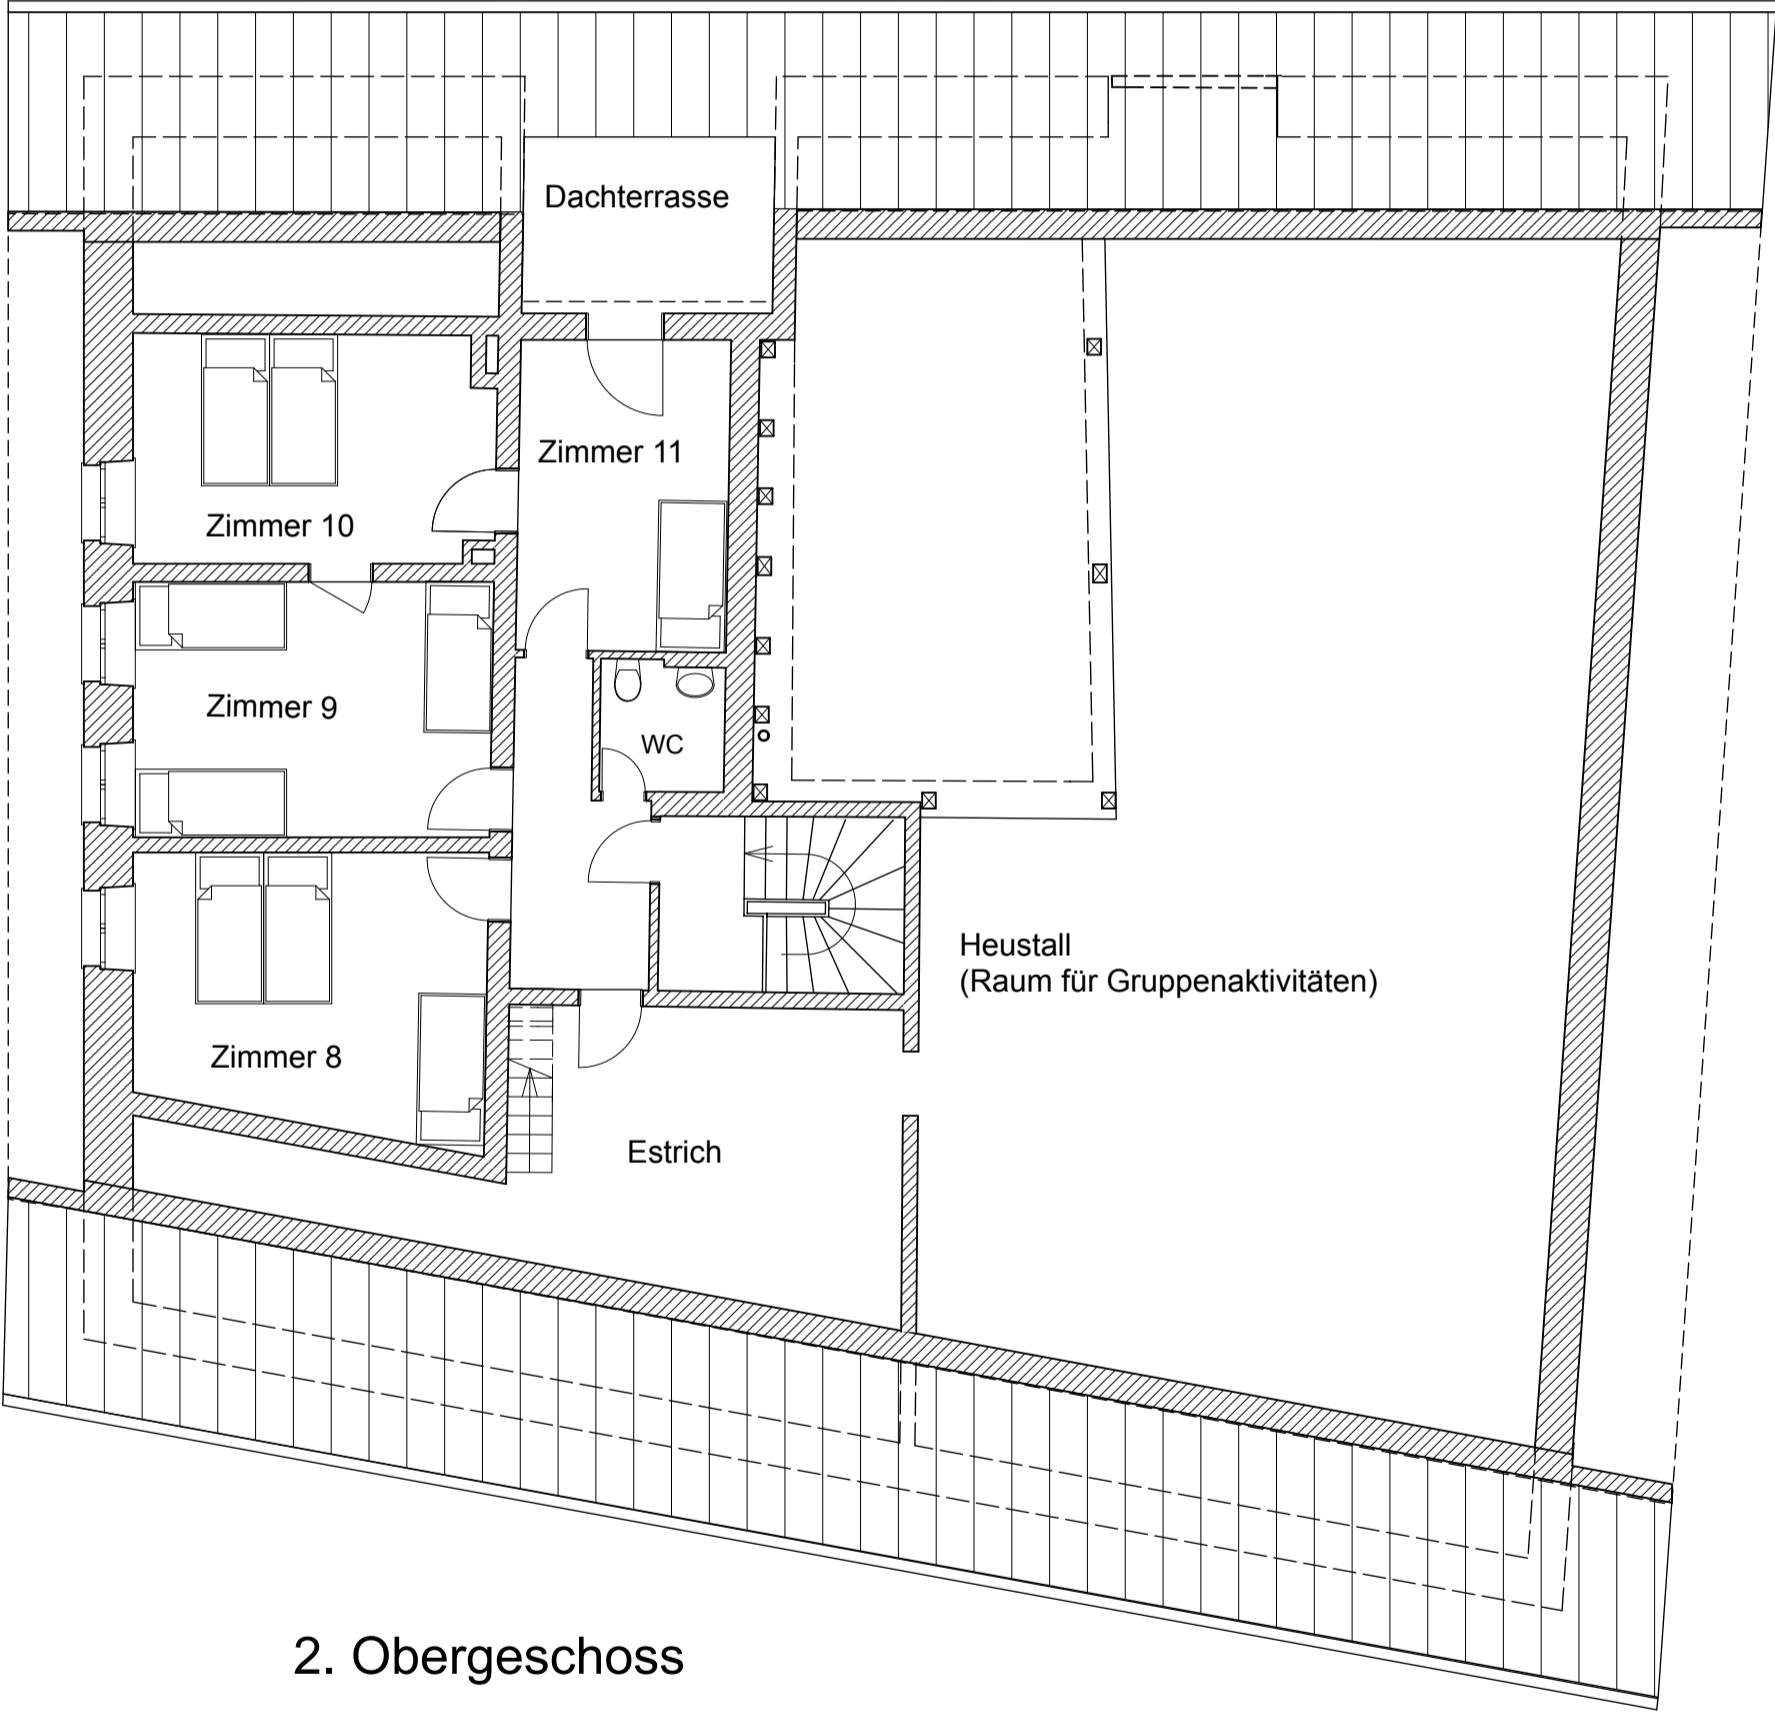 Dachterrasse
Zimmer 11
Zimmer 10
Zimmer 9
WC
Heustall
(Raum für Gruppenaktivitäten)
Zimmer 8
Estrich
2. Obergeschoss